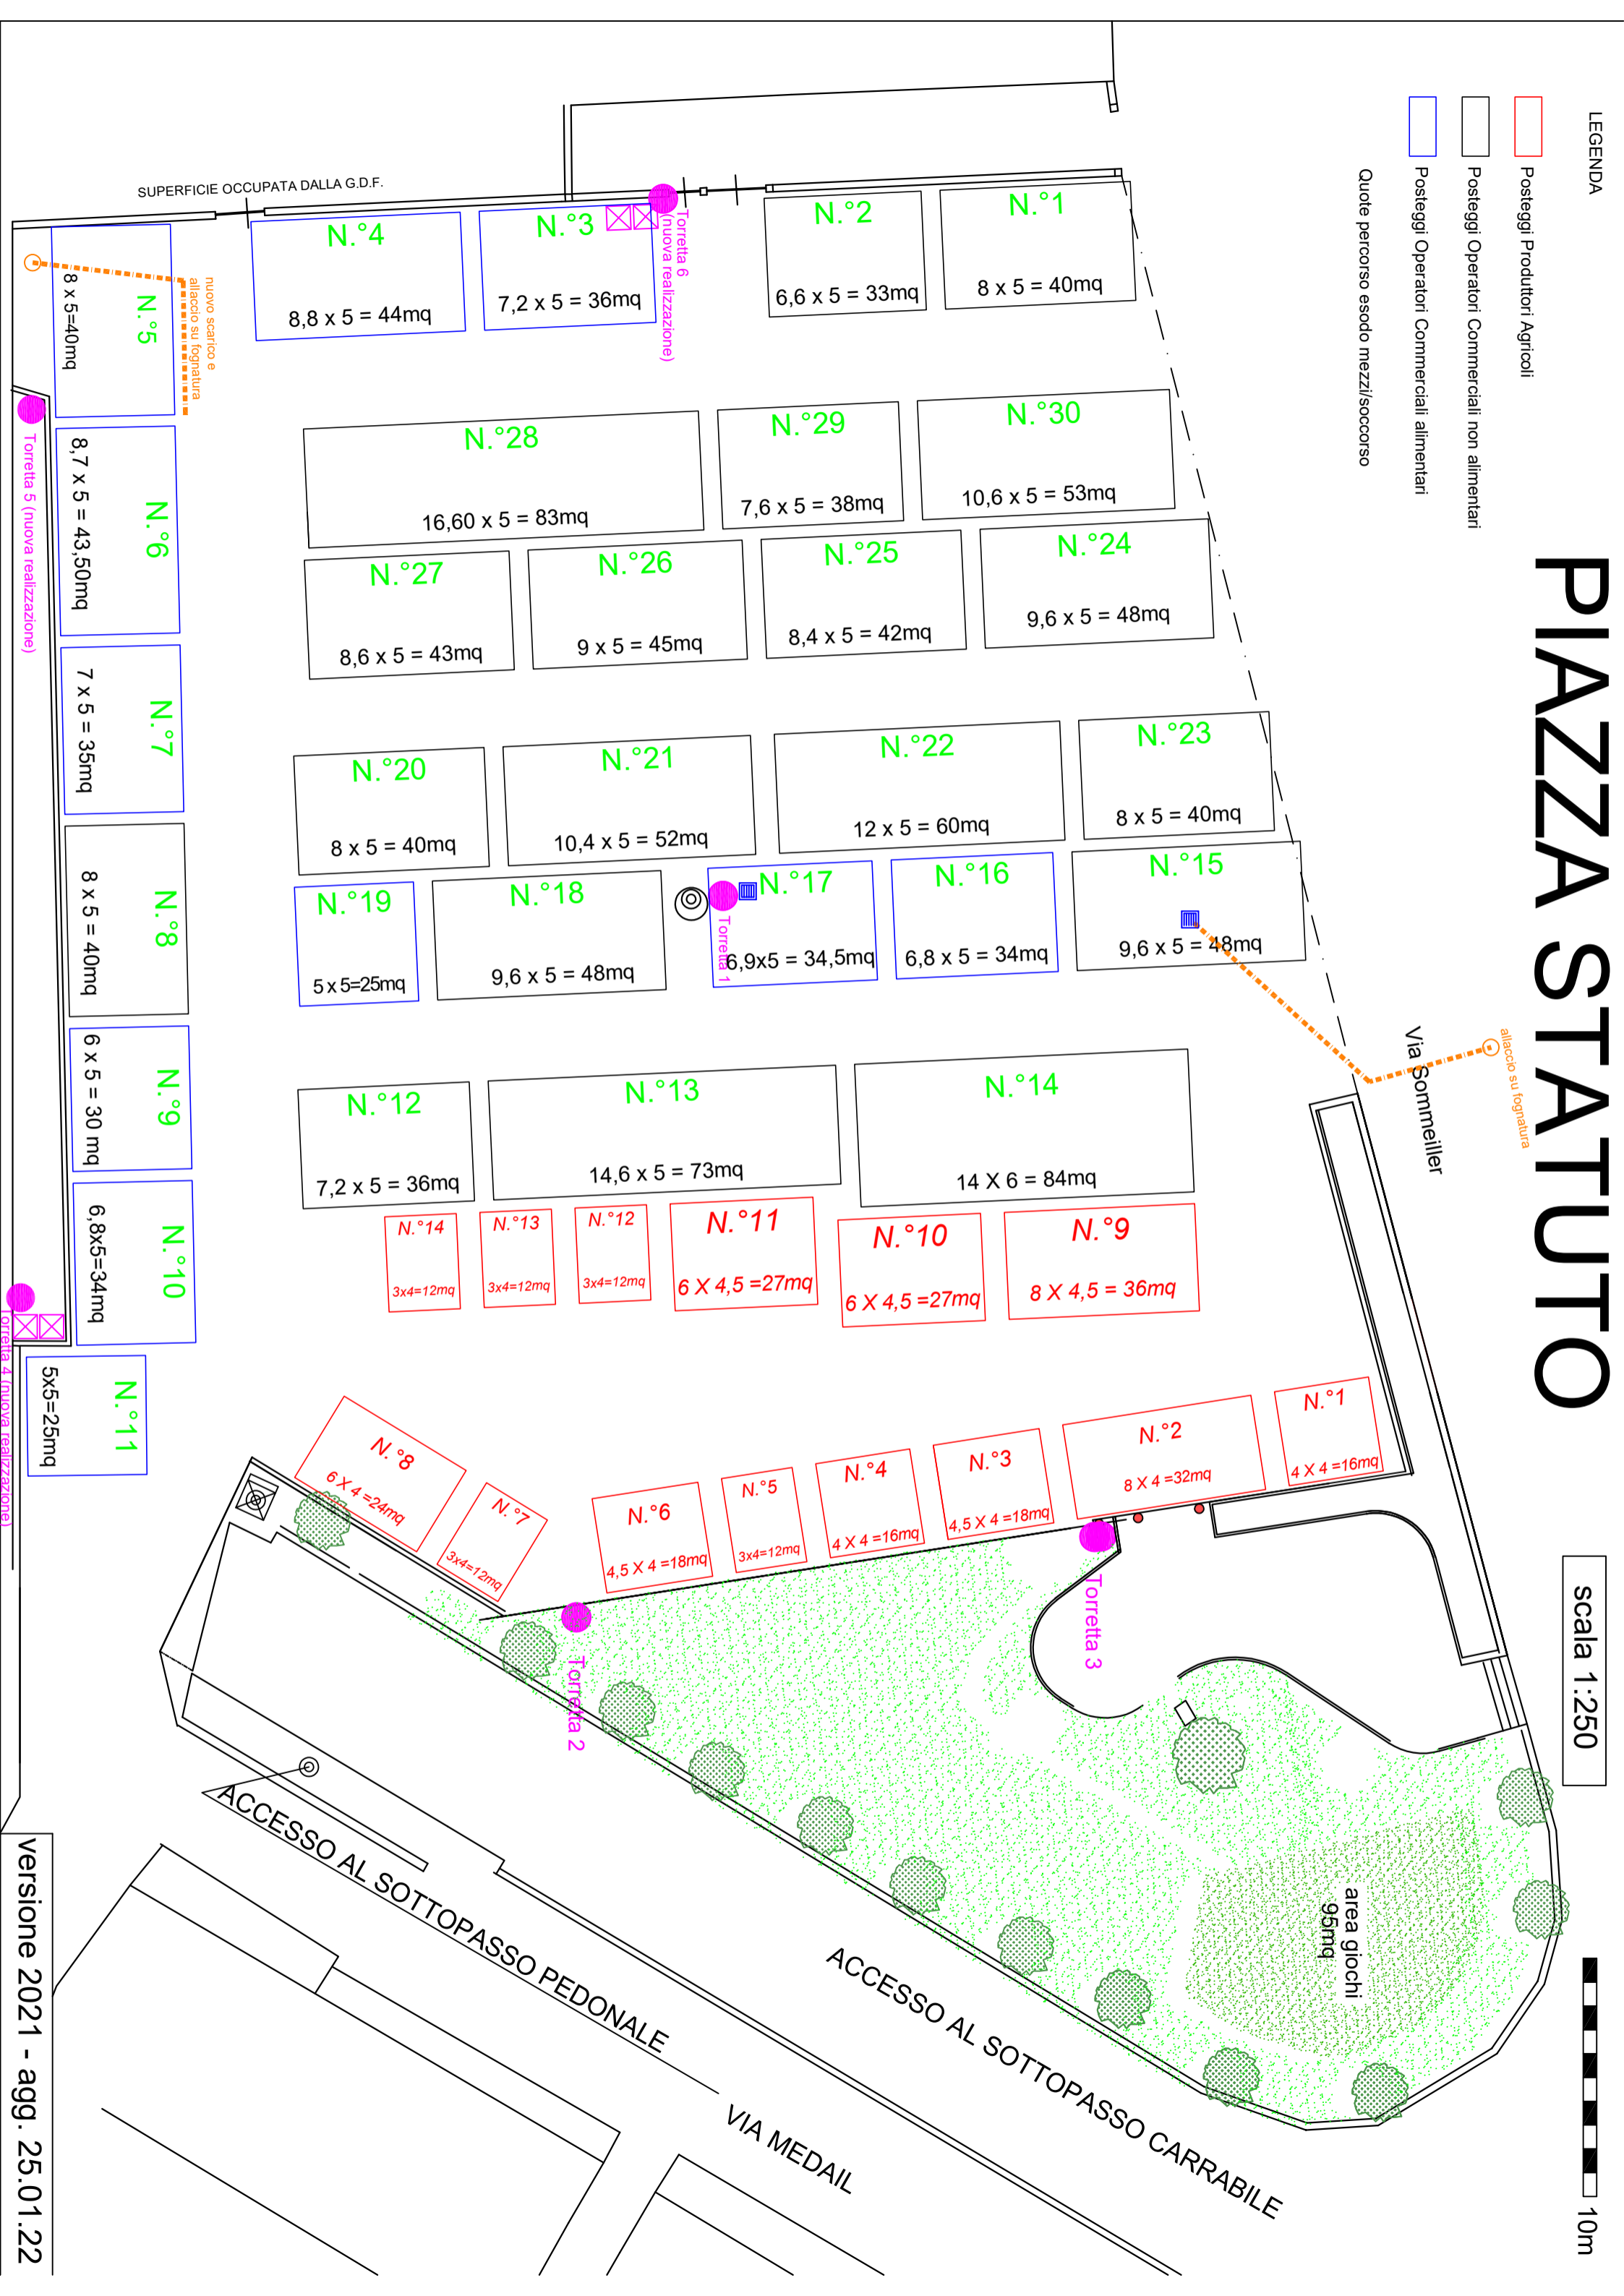 LEGENDA
Posteggi Produttori Agricoli
Posteggi Operatori Commerciali non alimentari
Posteggi Operatori Commerciali alimentari
Quote percorso esodo mezzi/soccorso
PIAZZA STATUTO
scala 1:250
10m
SUPERFICIE OCCUPATA DALLA G.D.F.
N.°1
8 x 5 = 40mq
N.°2
6,6 x 5 = 33mq
Torretta 6
(nuova realizzazione)
N.°3
7,2 x 5 = 36mq
N.°4
8,8 x 5 = 44mq
nuovo scarico e
allaccio su fognatura
N.°5
8 x 5=40mq
Torretta 5 (nuova realizzazione)
N.°6
8,7 x 5 = 43,50mq
N.°7
7 x 5 = 35mq
N.°8
8 x 5 = 40mq
N.°9
6 x 5 = 30 mq
N.°10
6,8x5=34mq
Torretta 4 (nuova realizzazione)
N.°11
5x5=25mq
N.°28
16,60 x 5 = 83mq
N.°29
7,6 x 5 = 38mq
N.°30
10,6 x 5 = 53mq
N.°27
8,6 x 5 = 43mq
N.°26
9 x 5 = 45mq
N.°25
8,4 x 5 = 42mq
N.°24
9,6 x 5 = 48mq
N.°20
8 x 5 = 40mq
N.°21
10,4 x 5 = 52mq
N.°22
12 x 5 = 60mq
N.°23
8 x 5 = 40mq
N.°19
5 x 5=25mq
N.°18
9,6 x 5 = 48mq
Torretta 1
N.°17
6,9x5 = 34,5mq
N.°16
6,8 x 5 = 34mq
N.°15
9,6 x 5 = 48mq
Via Sommeiller
allaccio su fognatura
N.°12
7,2 x 5 = 36mq
N.°13
14,6 x 5 = 73mq
N.°14
14 X 6 = 84mq
N.°14
3x4=12mq
N.°13
3x4=12mq
N.°12
3x4=12mq
N.°11
6 X 4,5 =27mq
N.°10
6 X 4,5 =27mq
N.°9
8 X 4,5 = 36mq
N.°8
6 X 4 =24mq
N.°7
3x4=12mq
N.°6
4,5 X 4 =18mq
N.°5
3x4=12mq
N.°4
4 X 4 =16mq
N.°3
4,5 X 4 =18mq
N.°2
8 X 4 =32mq
N.°1
4 X 4 =16mq
Torretta 2
Torretta 3
area giochi
95mq
ACCESSO AL SOTTOPASSO PEDONALE
ACCESSO AL SOTTOPASSO CARRABILE
VIA MEDAIL
versione 2021 - agg. 25.01.22